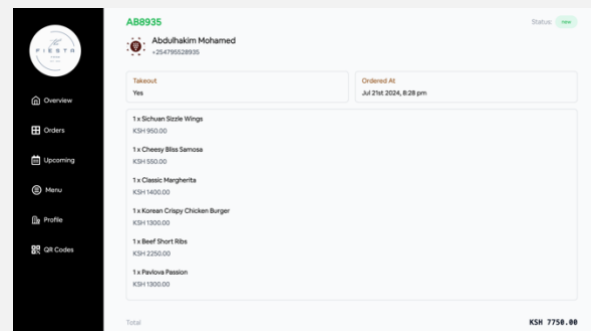 FIESTA
Overview
Orders
Upcoming
Menu
Profile
QR Codes
AB8935
Status: new
Abdulhakim Mohamed
+254795528935
Takeout
Yes
Ordered At
Jul 21st 2024, 8:28 pm
1 x Sichuan Sizzle Wings
KSH 950.00
1 x Cheesy Bliss Samosa
KSH 550.00
1 x Classic Margherita
KSH 1400.00
1 x Korean Crispy Chicken Burger
KSH 1300.00
1 x Beef Short Ribs
KSH 2250.00
1 x Pavlova Passion
KSH 1300.00
Total
KSH 7750.00